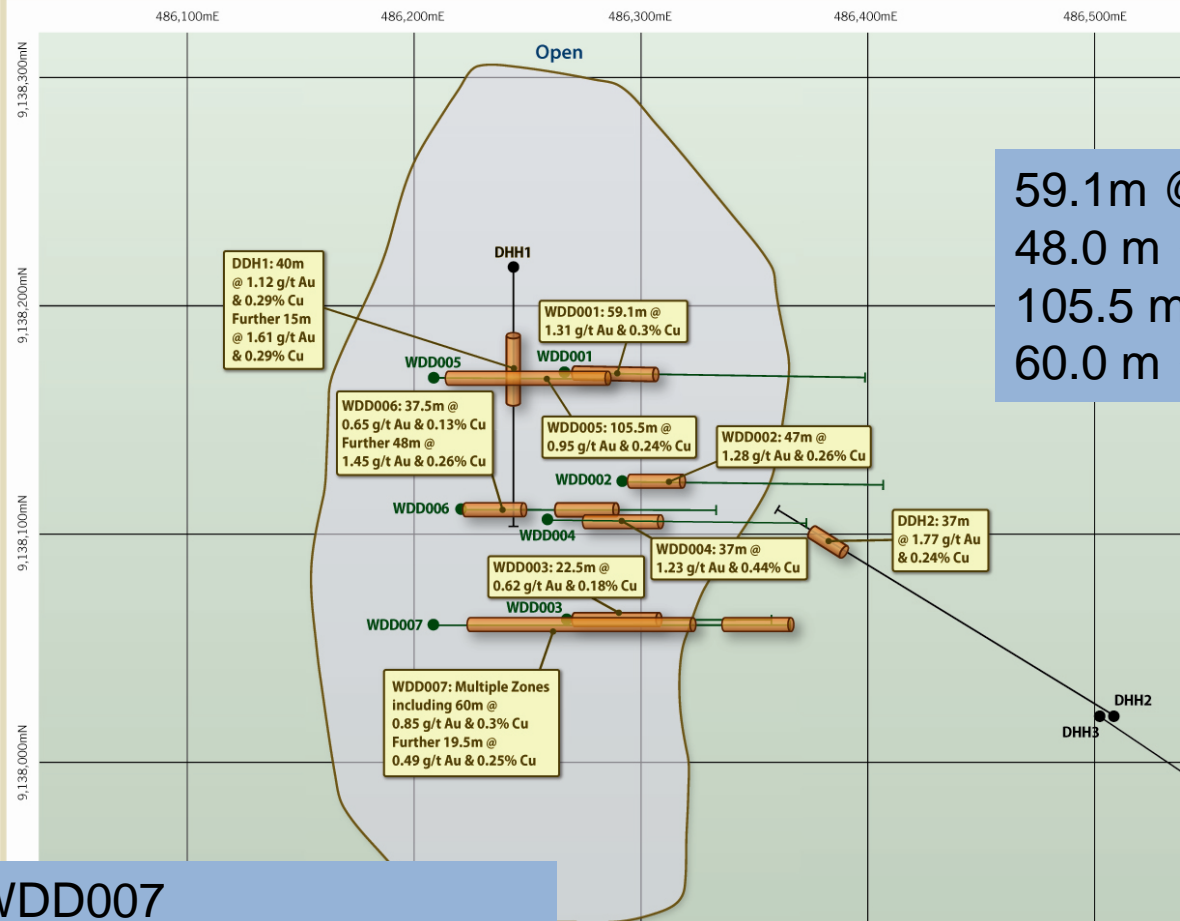 486,100mE
486,200mE
486,300mE
486,400mE
486,500mE
9,138,300mN
9,138,200mN
9,138,100mN
9,138,000mN
Open
59.1m @
48.0 m
105.5 m
60.0 m
DHH1
DDH1: 40m
@ 1.12 g/t Au
& 0.29% Cu
Further 15m
@ 1.61 g/t Au
& 0.29% Cu
WDD001: 59.1m @
1.31 g/t Au & 0.3% Cu
WDD005
WDD001
WDD006: 37.5m @
0.65 g/t Au & 0.13% Cu
Further 48m @
1.45 g/t Au & 0.26% Cu
WDD005: 105.5m @
0.95 g/t Au & 0.24% Cu
WDD002: 47m @
1.28 g/t Au & 0.26% Cu
WDD002
WDD006
WDD004
DDH2: 37m
@ 1.77 g/t Au
& 0.24% Cu
WDD004: 37m @
1.23 g/t Au & 0.44% Cu
WDD003: 22.5m @
0.62 g/t Au & 0.18% Cu
WDD003
WDD007
WDD007: Multiple Zones
including 60m @
0.85 g/t Au & 0.3% Cu
Further 19.5m @
0.49 g/t Au & 0.25% Cu
DHH2
DHH3
WDD007